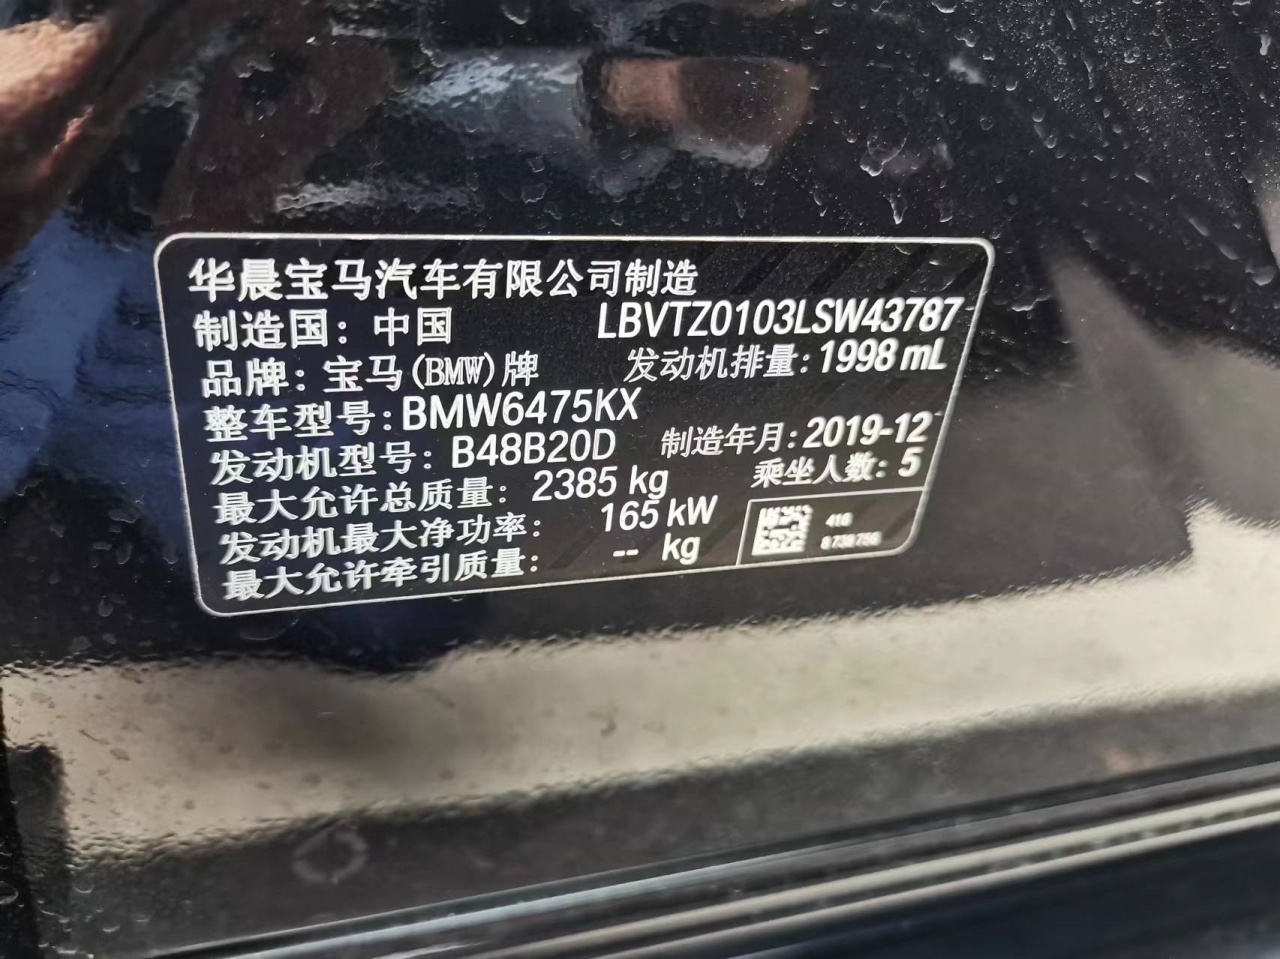 华晨宝马汽车有限公司制造
制造国：中国 LBVTZ0103LSW43787
品牌：宝马(BMW)牌 发动机排量：1998 mL
整车型号：BMW6475KX
发动机型号：B48B20D 制造年月：2019-12
最大允许总质量：2385 kg 乘坐人数：5
发动机最大净功率：165 kW
最大允许牵引质量：-- kg
416
8738756